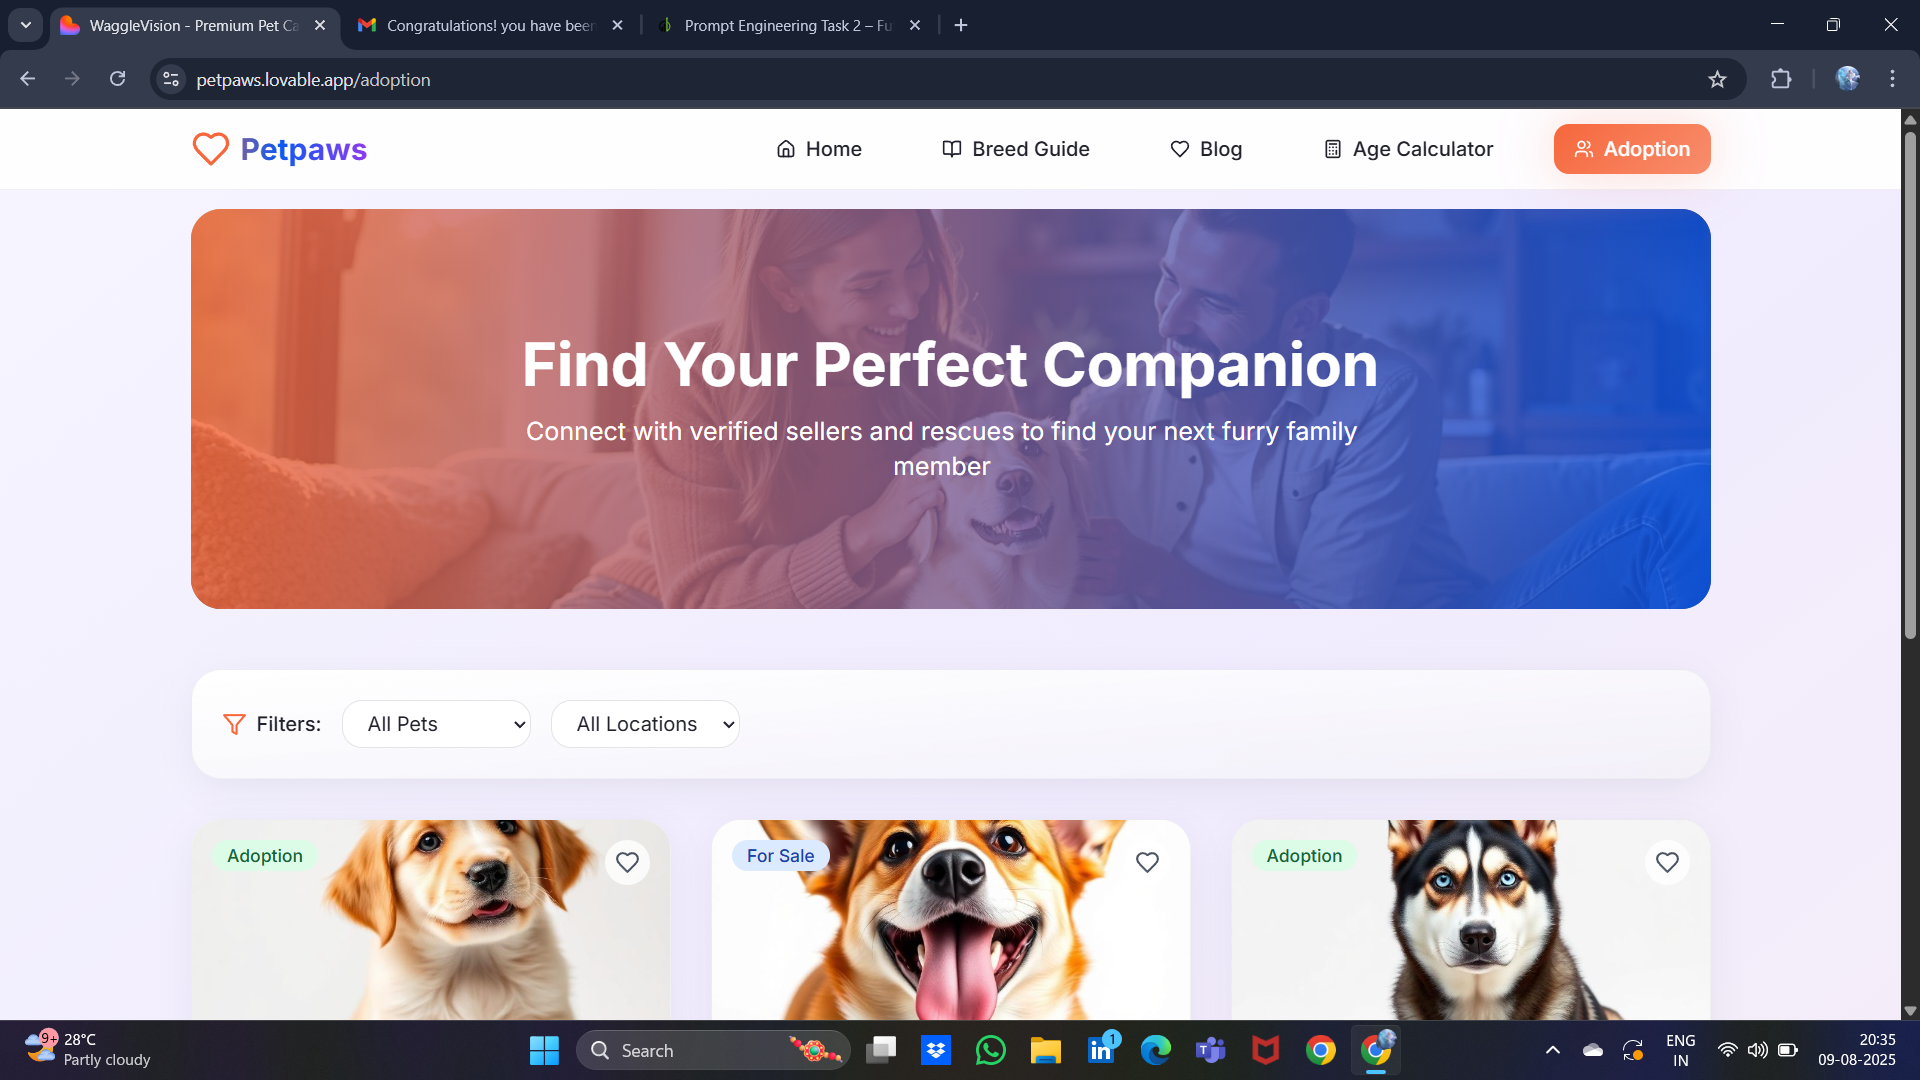 WaggleVision - Premium Pet Ca
Congratulations! you have been
Prompt Engineering Task 2 – Fu
petpaws.lovable.app/adoption
Petpaws
Home
Breed Guide
Blog
Age Calculator
Adoption
Find Your Perfect Companion
Connect with verified sellers and rescues to find your next furry family
member
Filters:
All Pets
All Locations
Adoption
For Sale
Adoption
9+
28°C
Partly cloudy
Search
1
ENG
IN
20:35
09-08-2025